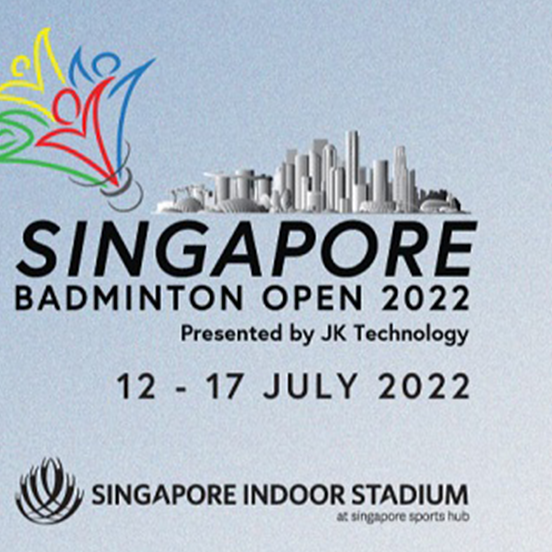 SINGAPORE
BADMINTON OPEN 2022
Presented by JK Technology
12 - 17 JULY 2022
SINGAPORE INDOOR STADIUM
at singapore sports hub